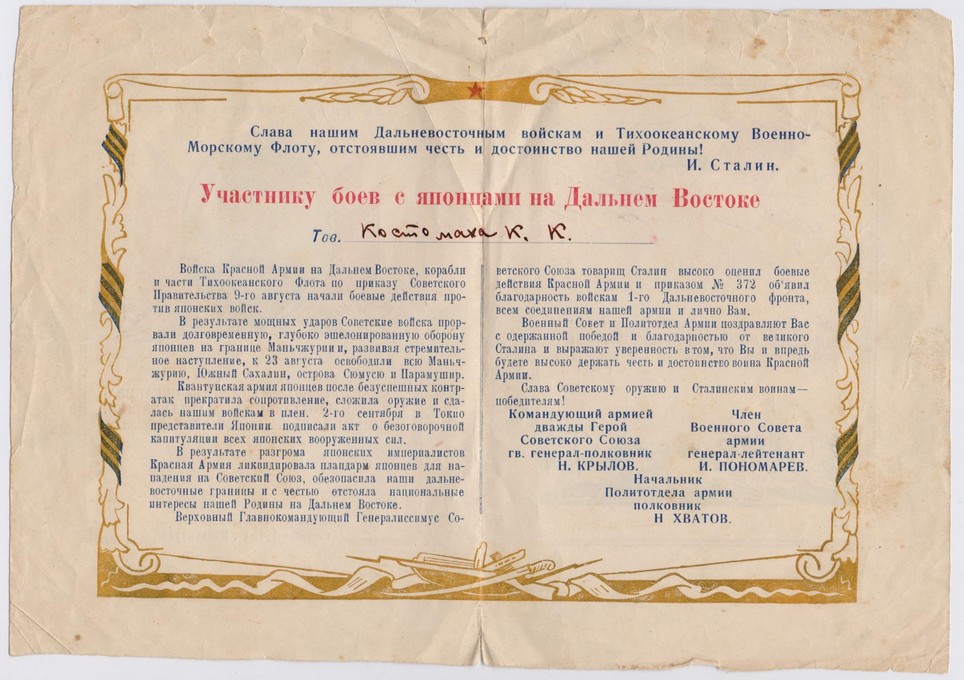 Слава нашим Дальневосточным войскам и Тихоокеанскому Военно-
Морскому Флоту, отстоявшим честь и достоинство нашей Родины!
И. Сталин.
Участнику боев с японцами на Дальнем Востоке
Тов. Костомаха К. К.
Войска Красной Армии на Дальнем Востоке, корабли
и части Тихоокеанского Флота по приказу Советского
Правительства 9-го августа начали боевые действия про-
тив японских войск.
В результате мощных ударов Советские войска прор-
вали долговременную, глубоко эшелонированную оборону
японцев на границе Маньчжурии и, развивая стремитель-
ное наступление, к 23 августа освободили всю Мань-
чжурию, Южный Сахалин, острова Сюмусю и Парамушир.
Квантунская армия японцев после безуспешных контр-
атак прекратила сопротивление, сложила оружие и сда-
лась нашим войскам в плен. 2-го сентября в Токио
представители Японии подписали акт о безоговорочной
капитуляции всех японских вооруженных сил.
В результате разгрома японских империалистов
Красная Армия ликвидировала плацдарм японцев для на-
падения на Советский Союз, обезопасила наши дальне-
восточные границы и с честью отстояла национальные
интересы нашей Родины на Дальнем Востоке.
Верховный Главнокомандующий Генералиссимус Со-
ветского Союза товарищ Сталин высоко оценил боевые
действия Красной Армии и приказом № 372 об'явил
благодарность войскам 1-го Дальневосточного фронта,
всем соединениям нашей армии и лично Вам.
Военный Совет и Политотдел Армии поздравляют Вас
с одержанной победой и благодарностью от великого
Сталина и выражают уверенность в том, что Вы и впредь
будете высоко держать честь и достоинство воина Красной
Армии.
Слава Советскому оружию и Сталинским воинам—
победителям!
Командующий армией
дважды Герой
Советского Союза
гв. генерал-полковник
Н. КРЫЛОВ.
Член
Военного Совета
армии
генерал-лейтенант
И. ПОНОМАРЕВ.
Начальник
Политотдела армии
полковник
Н ХВАТОВ.